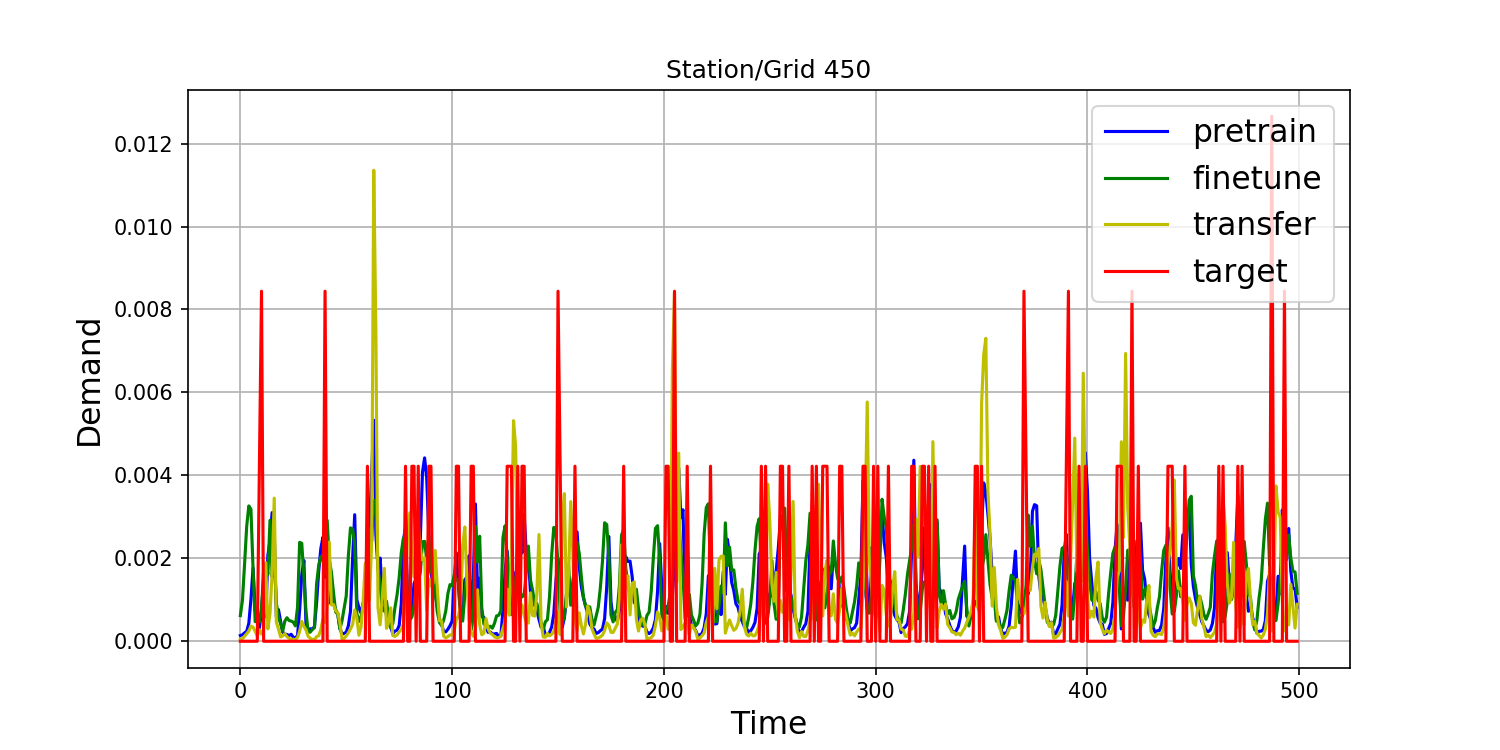 Station/Grid 450
0.012
0.010
0.008
0.006
0.004
0.002
0.000
Demand
pretrain
finetune
transfer
target
0 100 200 300 400 500
Time